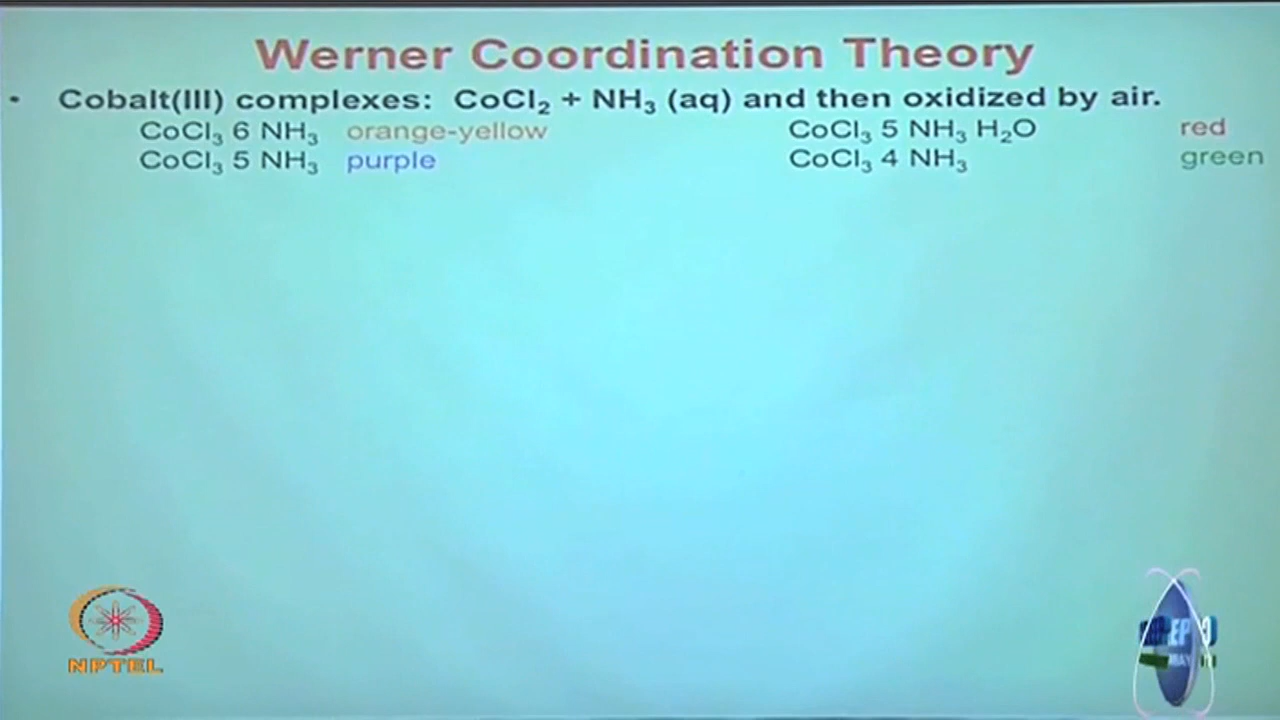 Werner Coordination Theory
• Cobalt(III) complexes: CoCl₂ + NH₃ (aq) and then oxidized by air.
CoCl₃ 6 NH₃ orange-yellow CoCl₃ 5 NH₃ H₂O red
CoCl₃ 5 NH₃ purple CoCl₃ 4 NH₃ green
NPTEL